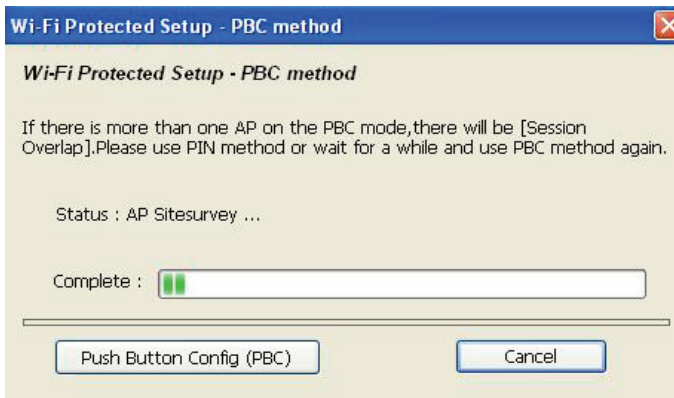 Wi-Fi Protected Setup - PBC method
Wi-Fi Protected Setup - PBC method
If there is more than one AP on the PBC mode,there will be [Session
Overlap].Please use PIN method or wait for a while and use PBC method again.
Status : AP Sitesurvey ...
Complete :
Push Button Config (PBC)
Cancel